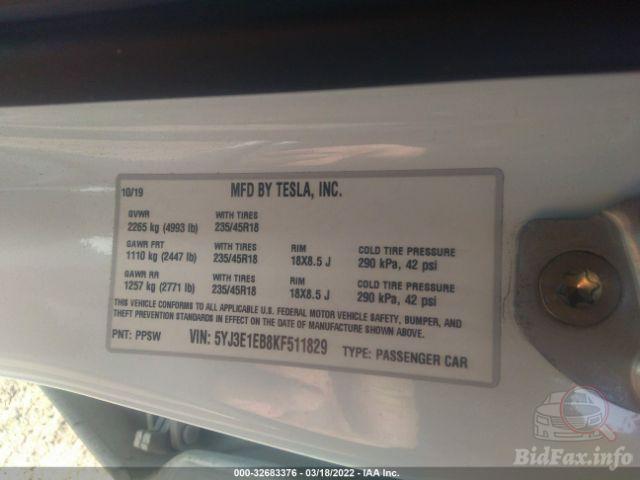 10/19 MFD BY TESLA, INC.
GVWR WITH TIRES
2265 kg (4993 lb) 235/45R18
GAWR FRT WITH TIRES RIM COLD TIRE PRESSURE
1110 kg (2447 lb) 235/45R18 18X8.5 J 290 kPa, 42 psi
GAWR RR WITH TIRES RIM COLD TIRE PRESSURE
1257 kg (2771 lb) 235/45R18 18X8.5 J 290 kPa, 42 psi
THIS VEHICLE CONFORMS TO ALL APPLICABLE U.S. FEDERAL MOTOR VEHICLE SAFETY, BUMPER, AND
THEFT PREVENTION STANDARDS IN EFFECT ON THE DATE OF MANUFACTURE SHOWN ABOVE.
PNT: PPSW VIN: 5YJ3E1EB8KF511829 TYPE: PASSENGER CAR
BidFax.info
000-32683376 - 03/18/2022 - IAA Inc.